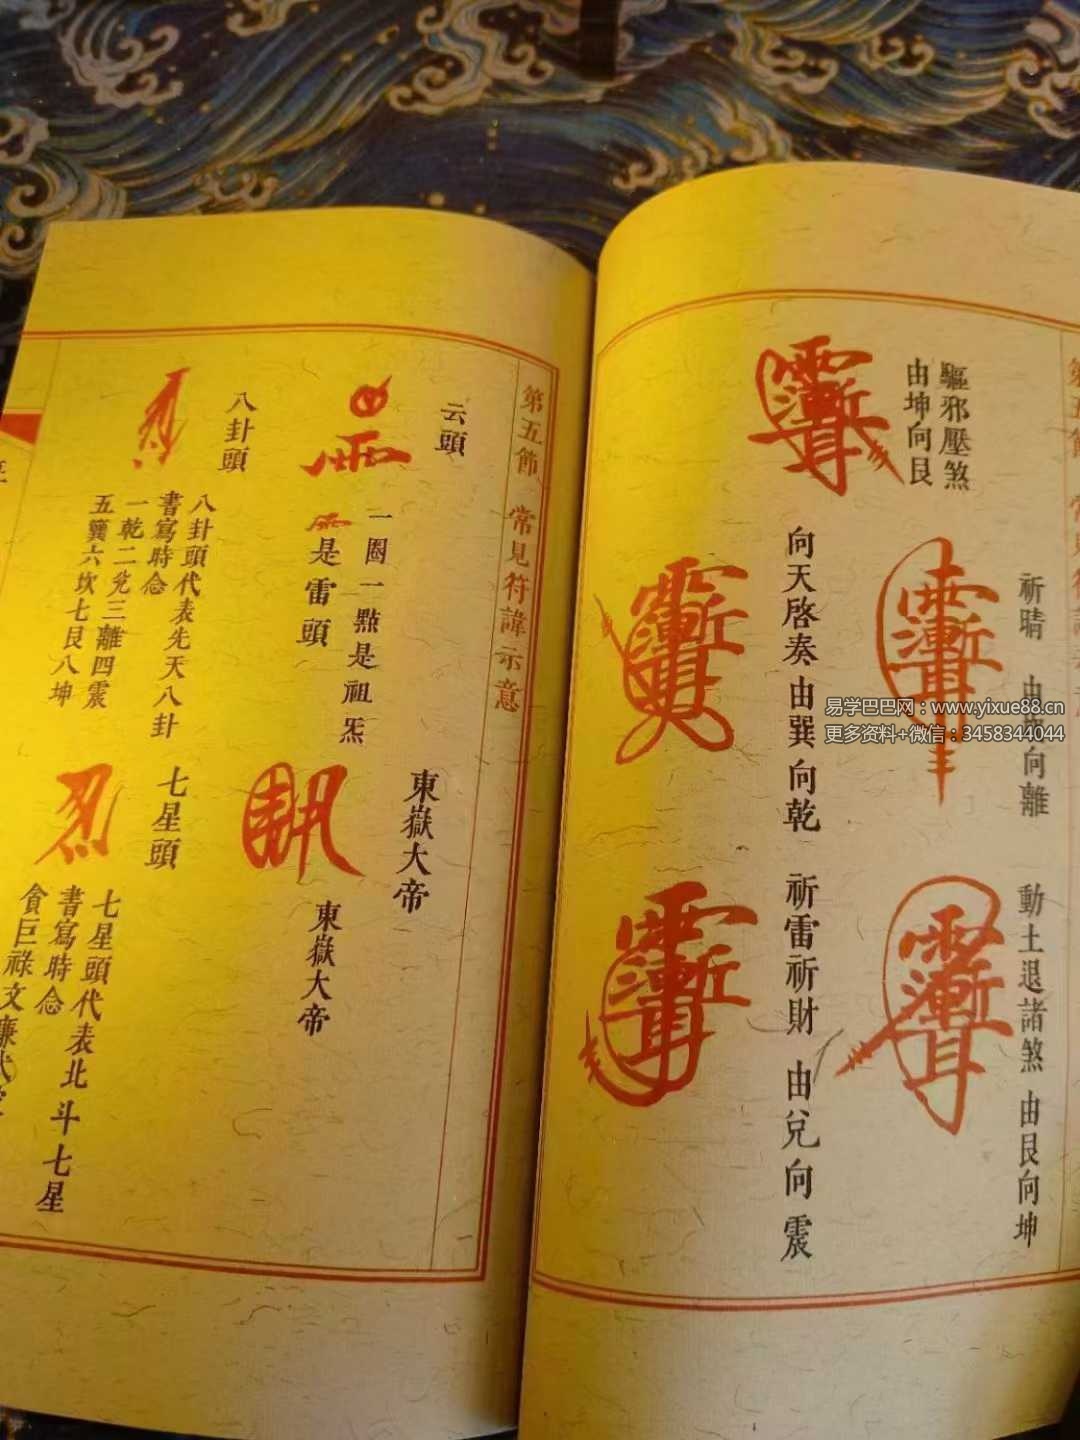 驅邪壓煞
由坤向艮
祈晴
向離
動土退諸煞
由艮向坤
向天啓奏
由巽向乾
祈雷祈財
由兌向震
第五節
常見符諱示意
云頭
一圈一點是祖炁
是雷頭
東嶽大帝
東嶽大帝
八卦頭
八卦頭代表先天八卦
書寫時念
一乾二兌三離四震
五巽六坎七艮八坤
七星頭
七星頭代表北斗七星
書寫時念
貪巨祿文廉
易学巴巴网：www.yixue88.cn
更多资料+微信：3458344044